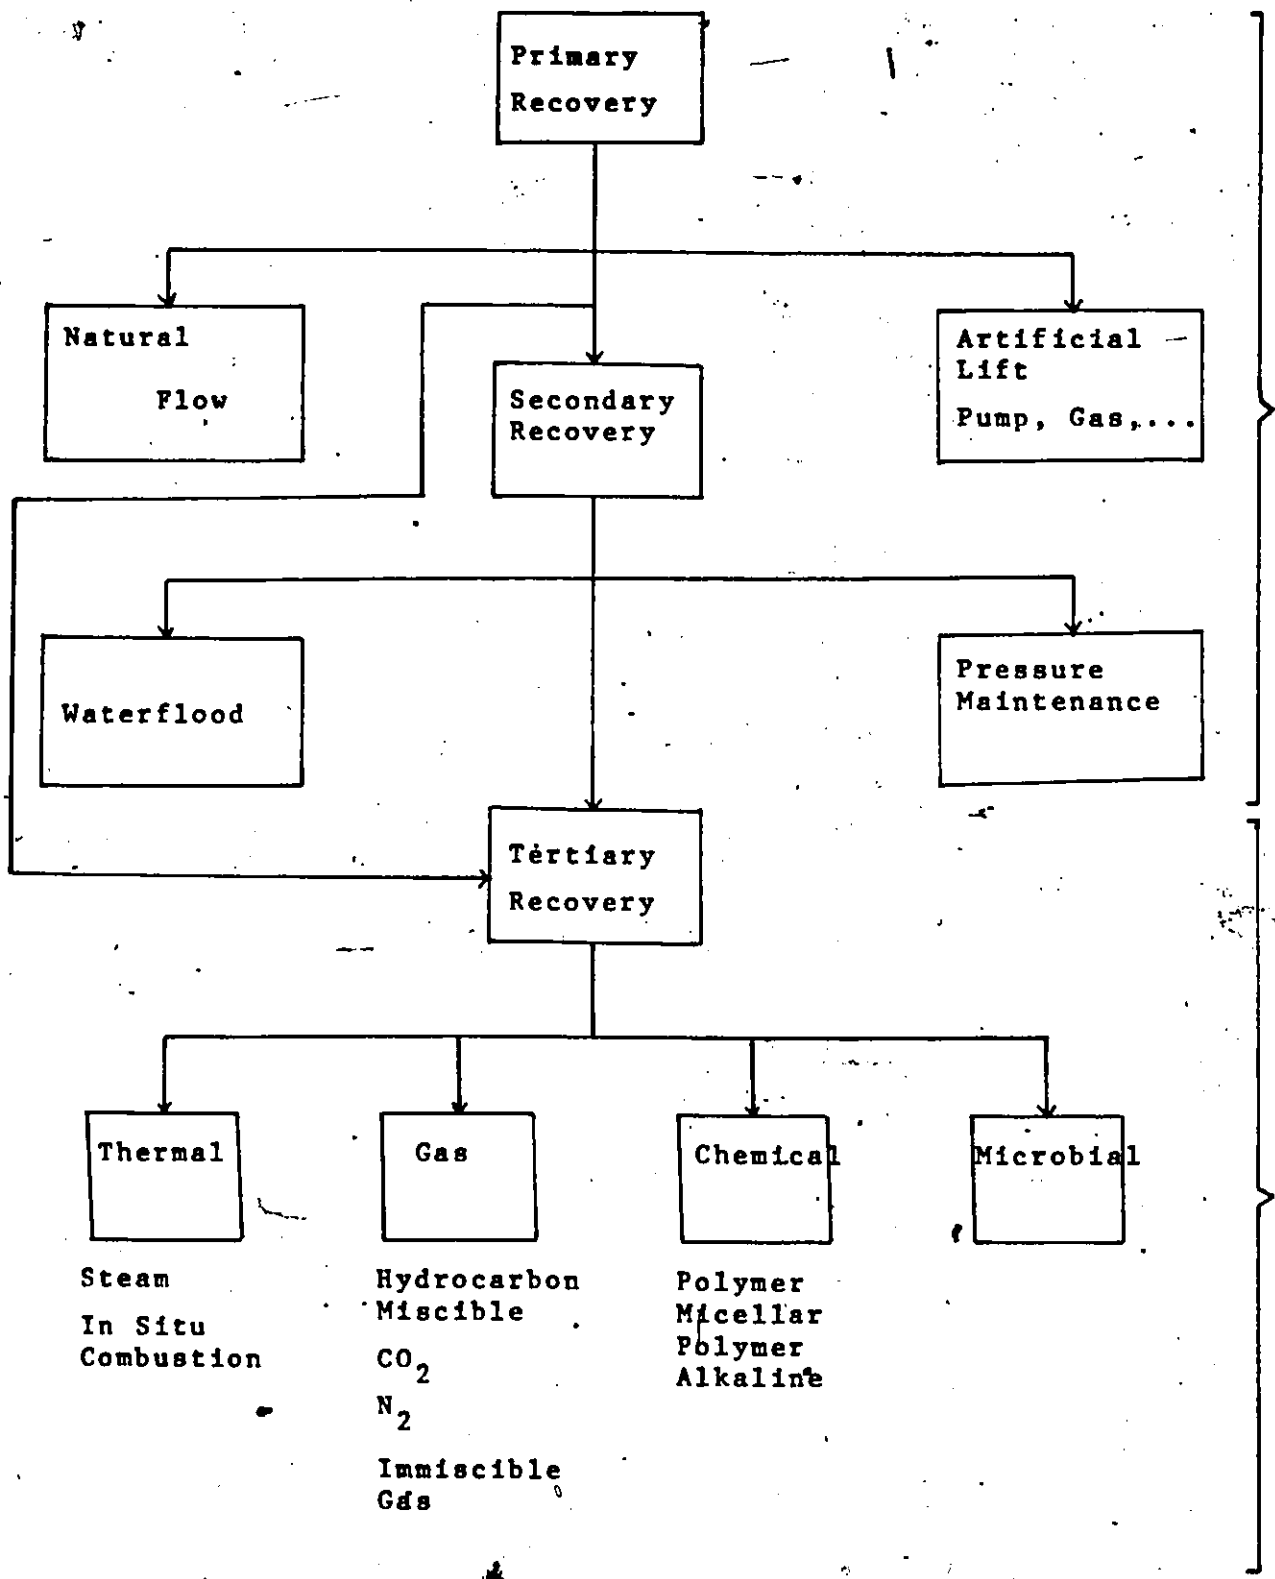 Primary
Recovery
Natural
Flow
Secondary
Recovery
Artificial
Lift
Pump, Gas,...
Waterflood
Pressure
Maintenance
Tertiary
Recovery
Thermal
Gas
Chemical
Microbial
Steam
In Situ
Combustion
Hydrocarbon
Miscible
CO₂
N₂
Immiscible
Gas
Polymer
Micellar
Polymer
Alkaline